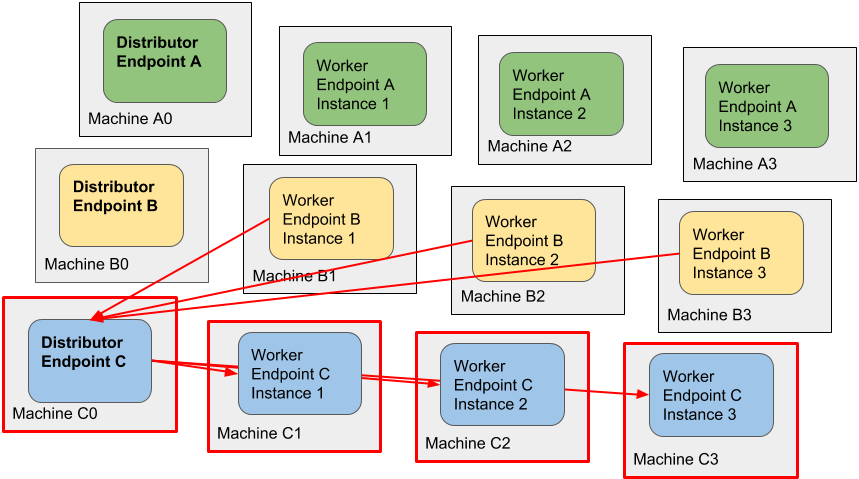 Distributor
Endpoint A
Machine A0
Worker
Endpoint A
Instance 1
Machine A1
Worker
Endpoint A
Instance 2
Machine A2
Worker
Endpoint A
Instance 3
Machine A3
Distributor
Endpoint B
Machine B0
Worker
Endpoint B
Instance 1
Machine B1
Worker
Endpoint B
Instance 2
Machine B2
Worker
Endpoint B
Instance 3
Machine B3
Distributor
Endpoint C
Machine C0
Worker
Endpoint C
Instance 1
Machine C1
Worker
Endpoint C
Instance 2
Machine C2
Worker
Endpoint C
Instance 3
Machine C3